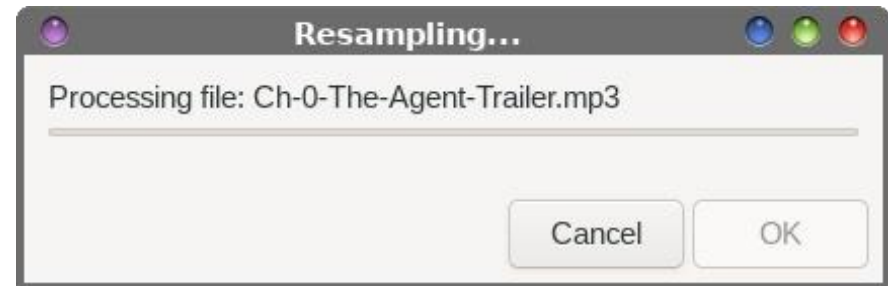 Resampling...
Processing file: Ch-0-The-Agent-Trailer.mp3
Cancel OK